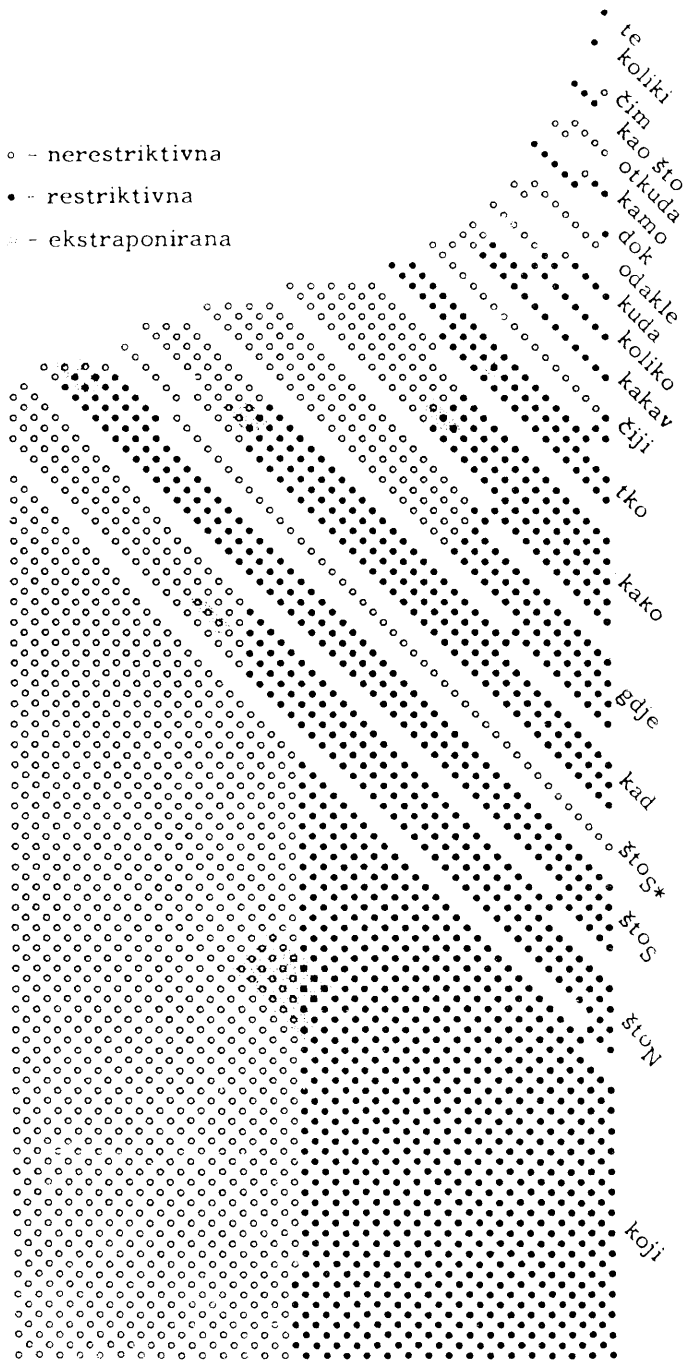 te
koliki
čim
kao što
otkuda
kamo
dok
odakle
kuda
koliko
kakav
čiji
tko
kako
gdje
kad
štoS*
štoS
štoN
koji
○ - nerestriktivna
● - restriktivna
- ekstraponirana